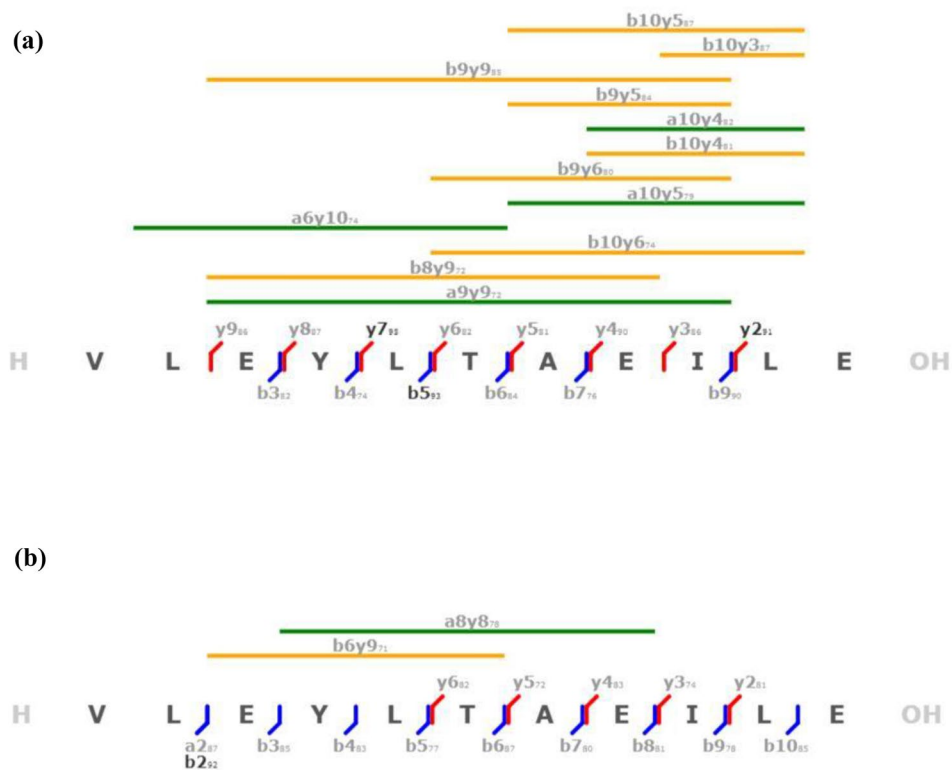 (a)
b10y5₈₇
b10y3₈₇
b9y9₈₅
b9y5₈₄
a10y4₈₂
b10y4₈₁
b9y6₈₀
a10y5₇₉
a6y10₇₄
b10y6₇₄
b8y9₇₂
a9y9₇₂
y9₈₆ y8₈₇ y7₉₈ y6₈₂ y5₈₁ y4₉₀ y3₈₆ y2₉₁
H V L E Y L T A E I L E OH
b3₈₂ b4₇₄ b5₉₃ b6₈₄ b7₇₆ b9₉₀
(b)
a8y8₇₈
b6y9₇₁
y6₈₂ y5₇₂ y4₈₃ y3₇₄ y2₈₁
H V L E Y L T A E I L E OH
a2₈₇ b3₈₅ b4₈₃ b5₇₇ b6₈₇ b7₈₀ b8₈₁ b9₇₈ b10₈₅
b2₉₂